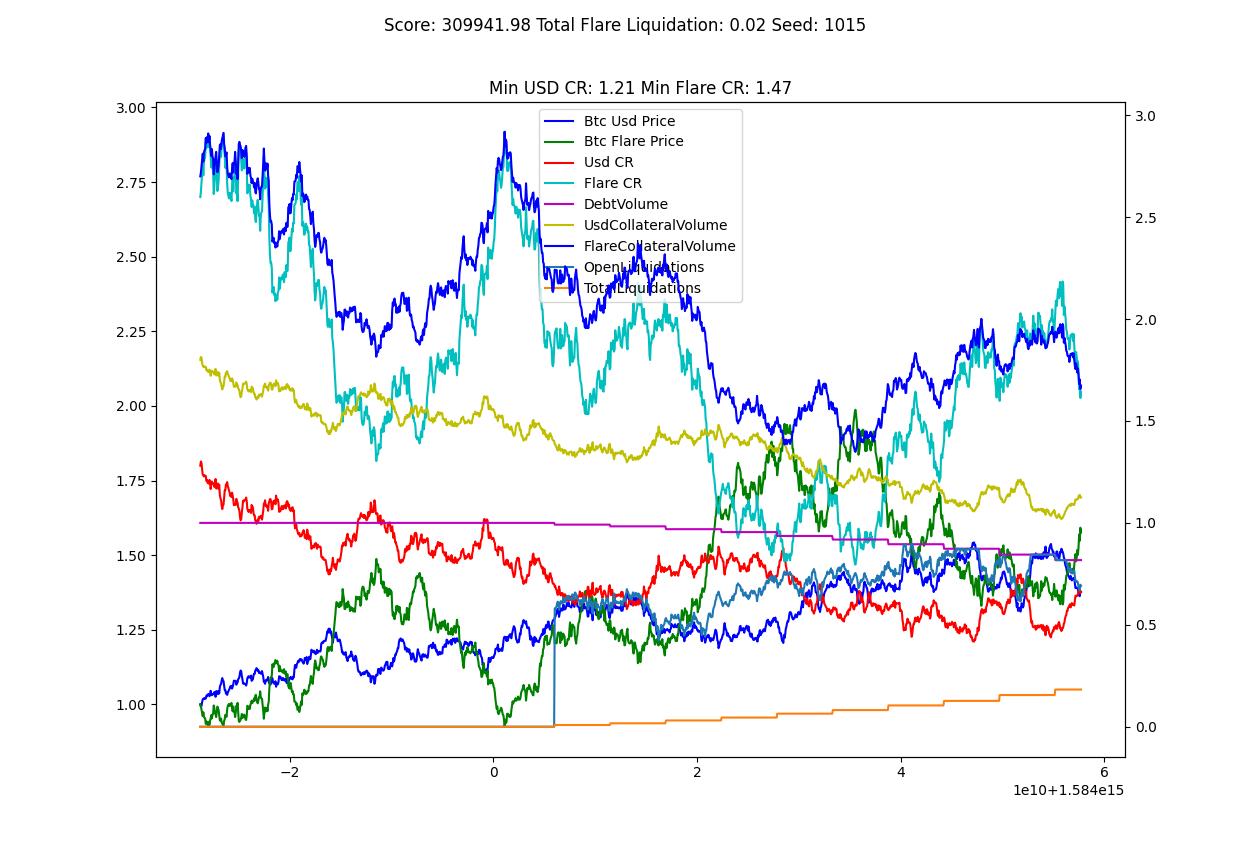 Score: 309941.98 Total Flare Liquidation: 0.02 Seed: 1015
Min USD CR: 1.21 Min Flare CR: 1.47
3.00
2.75
2.50
2.25
2.00
1.75
1.50
1.25
1.00
Btc Usd Price
Btc Flare Price
Usd CR
Flare CR
DebtVolume
UsdCollateralVolume
FlareCollateralVolume
OpenLiquidations
TotalLiquidations
3.0
2.5
2.0
1.5
1.0
0.5
0.0
−2 0 2 4 6
1e10+1.584e15